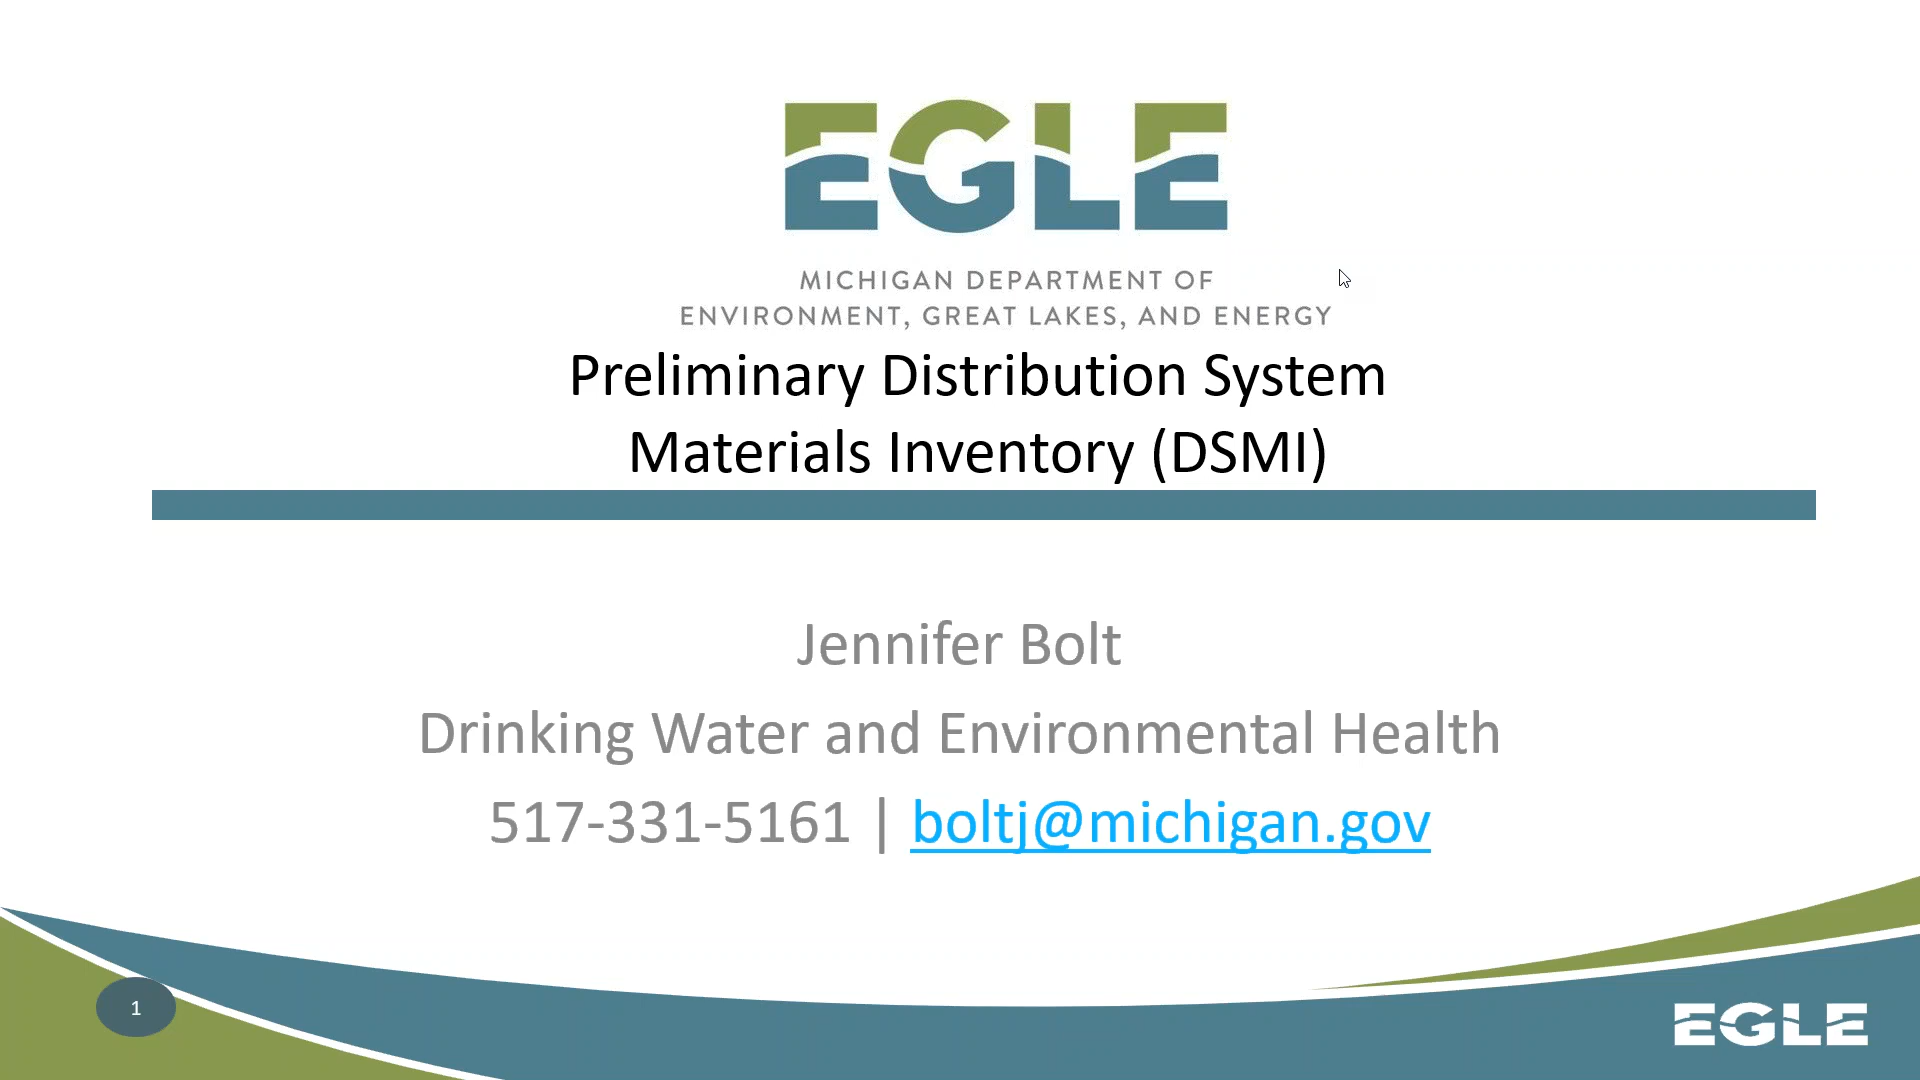 EGLE
MICHIGAN DEPARTMENT OF
ENVIRONMENT, GREAT LAKES, AND ENERGY
Preliminary Distribution System
Materials Inventory (DSMI)
Jennifer Bolt
Drinking Water and Environmental Health
517-331-5161 | boltj@michigan.gov
1
EGLE